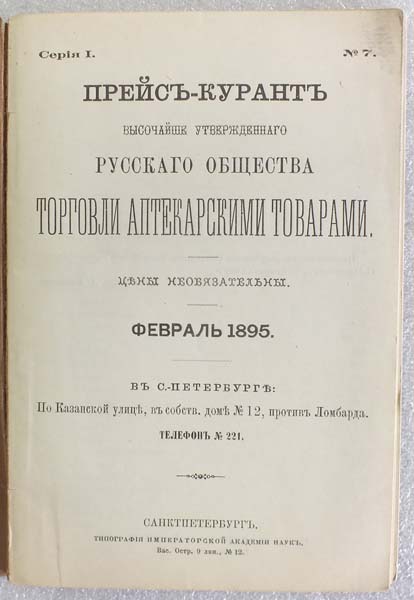 Серія I. № 7.
ПРЕЙСЪ-КУРАНТЪ
ВЫСОЧАЙШЕ УТВЕРЖДЕННАГО
РУССКАГО ОБЩЕСТВА
ТОРГОВЛИ АПТЕКАРСКИМИ ТОВАРАМИ.
ЦѢНЫ НЕОБЯЗАТЕЛЬНЫ.
ФЕВРАЛЬ 1895.
ВЪ С.-ПЕТЕРБУРГѢ:
По Казанской улицѣ, въ собств. домѣ № 12, противъ Ломбарда.
ТЕЛЕФОНЪ № 221.
САНКТПЕТЕРБУРГЪ.
ТИПОГРАФІЯ ИМПЕРАТОРСКОЙ АКАДЕМІИ НАУКЪ.
Вас. Остр. 9 лин., № 12.